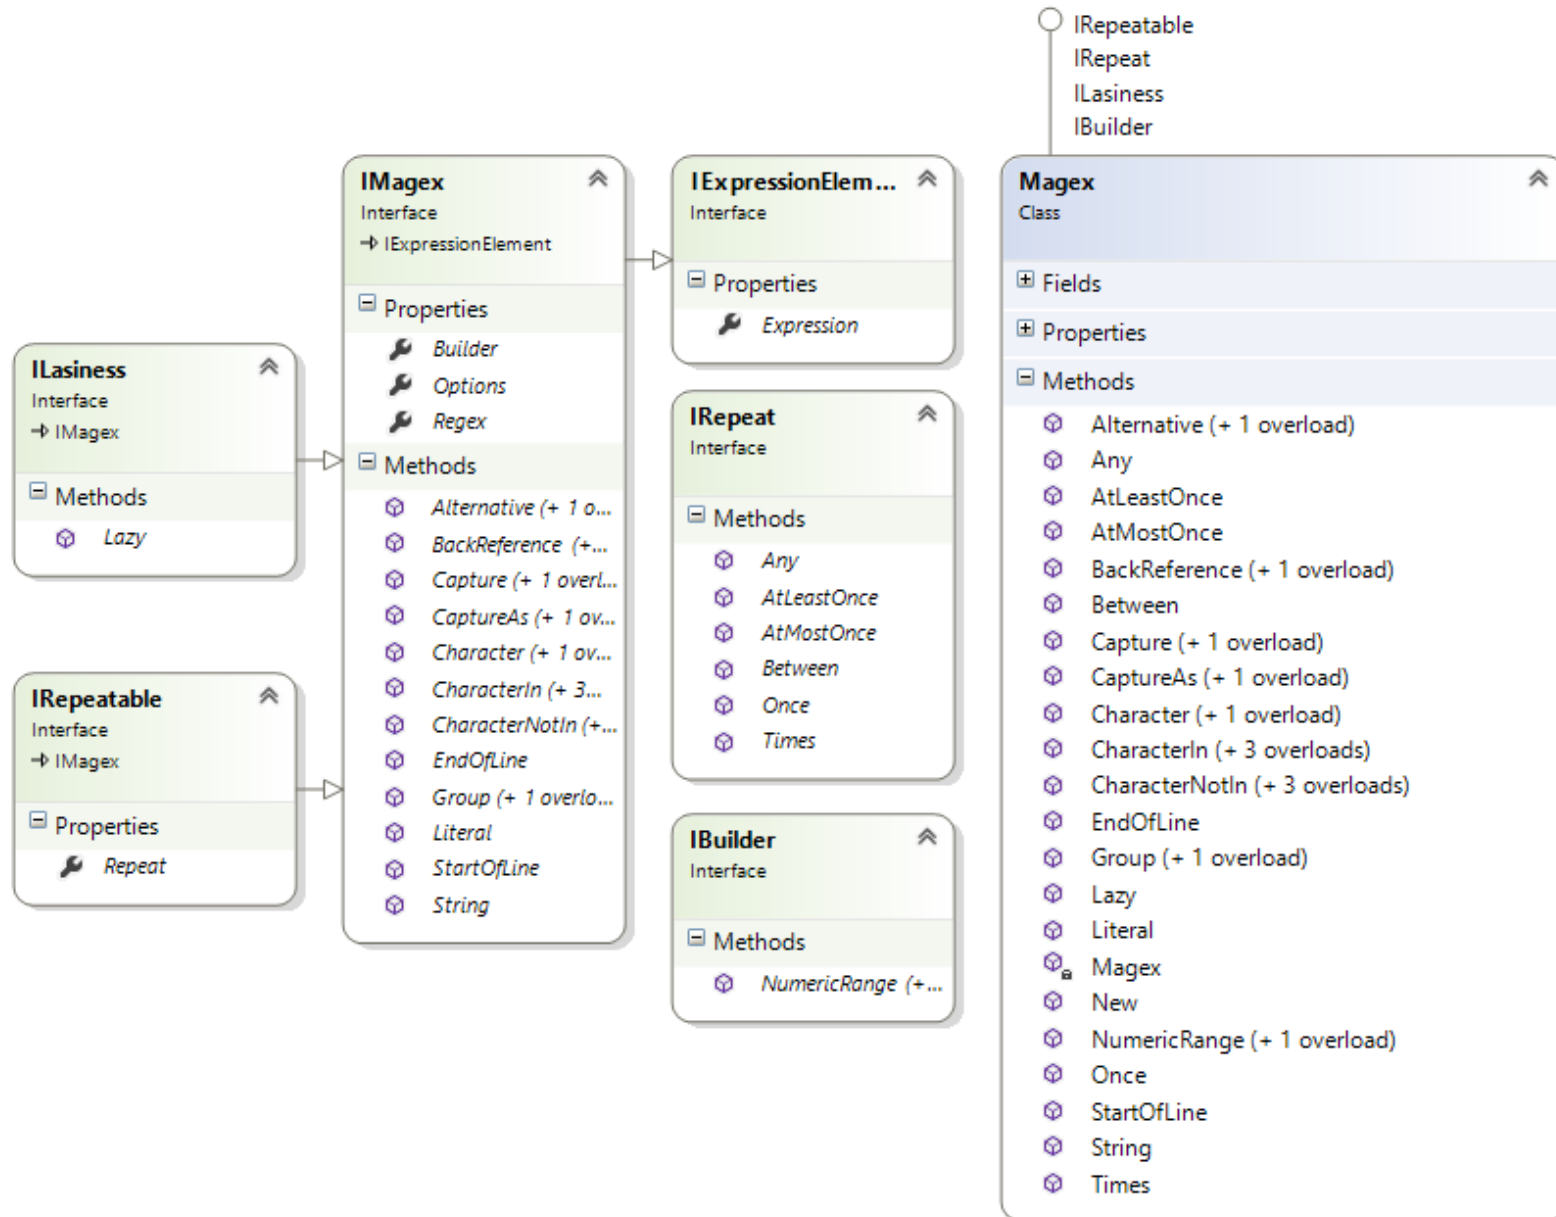 ILasiness
Interface
IMagex
Methods
Lazy
IRepeatable
Interface
IMagex
Properties
Repeat
IMagex
Interface
IExpressionElement
Properties
Builder
Options
Regex
Methods
Alternative (+ 1 o...
BackReference (+...
Capture (+ 1 overl...
CaptureAs (+ 1 ov...
Character (+ 1 ov...
CharacterIn (+ 3...
CharacterNotIn (+...
EndOfLine
Group (+ 1 overlo...
Literal
StartOfLine
String
IExpressionElem...
Interface
Properties
Expression
IRepeat
Interface
Methods
Any
AtLeastOnce
AtMostOnce
Between
Once
Times
IBuilder
Interface
Methods
NumericRange (+...
IRepeatable
IRepeat
ILasiness
IBuilder
Magex
Class
Fields
Properties
Methods
Alternative (+ 1 overload)
Any
AtLeastOnce
AtMostOnce
BackReference (+ 1 overload)
Between
Capture (+ 1 overload)
CaptureAs (+ 1 overload)
Character (+ 1 overload)
CharacterIn (+ 3 overloads)
CharacterNotIn (+ 3 overloads)
EndOfLine
Group (+ 1 overload)
Lazy
Literal
Magex
New
NumericRange (+ 1 overload)
Once
StartOfLine
String
Times